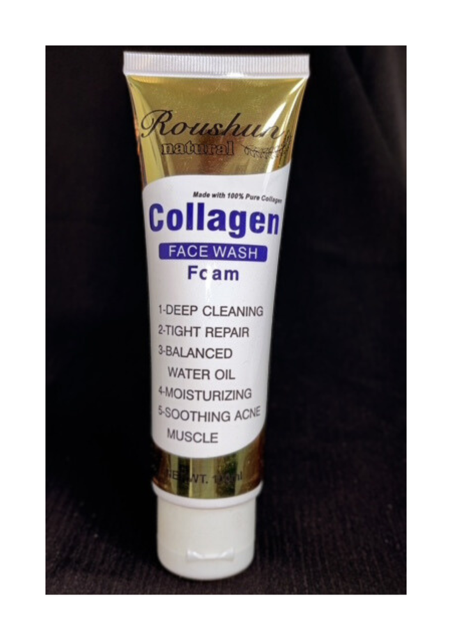 Roushun
natural
Made with 100% Pure Collagen
Collagen
FACE WASH
Foam
1-DEEP CLEANING
2-TIGHT REPAIR
3-BALANCED
WATER OIL
4-MOISTURIZING
5-SOOTHING ACNE
MUSCLE
WT.